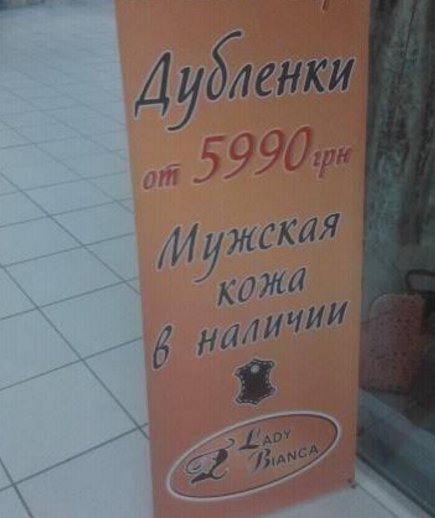 Дубленки
от 5990 грн
Мужская
кожа
в наличии
LADY
BIANCA